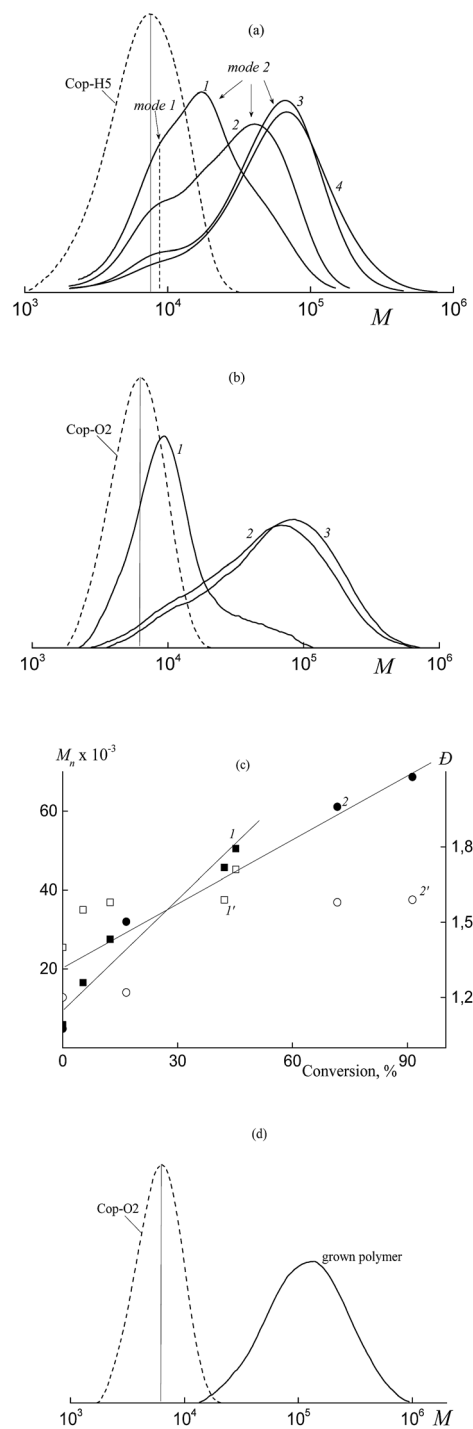 (a)
Cop-H5
mode 1
mode 2
1
2
3
4
10³ 10⁴ 10⁵ 10⁶
M
(b)
Cop-O2
1
2
3
10³ 10⁴ 10⁵ 10⁶
M
Mₙ x 10⁻³
(c)
Đ
60
40
20
1
2
1'
2'
1,8
1,5
1,2
0 30 60 90
Conversion, %
(d)
Cop-O2
grown polymer
10³ 10⁴ 10⁵ 10⁶ M